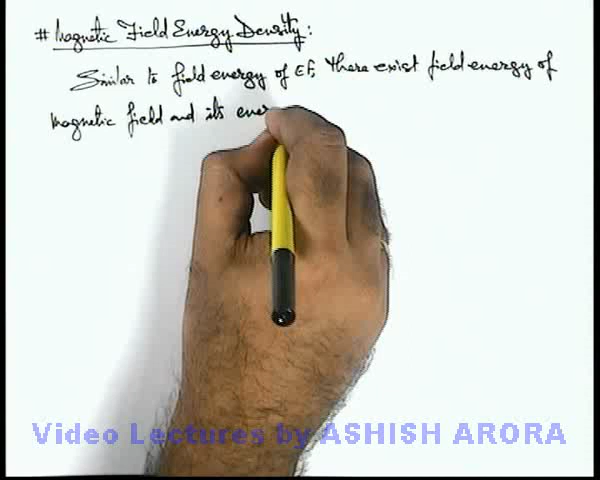 # Magnetic Field Energy Density :
Similar to field energy of EF, there exist field energy of
magnetic field and its ener
Video Lectures by ASHISH ARORA